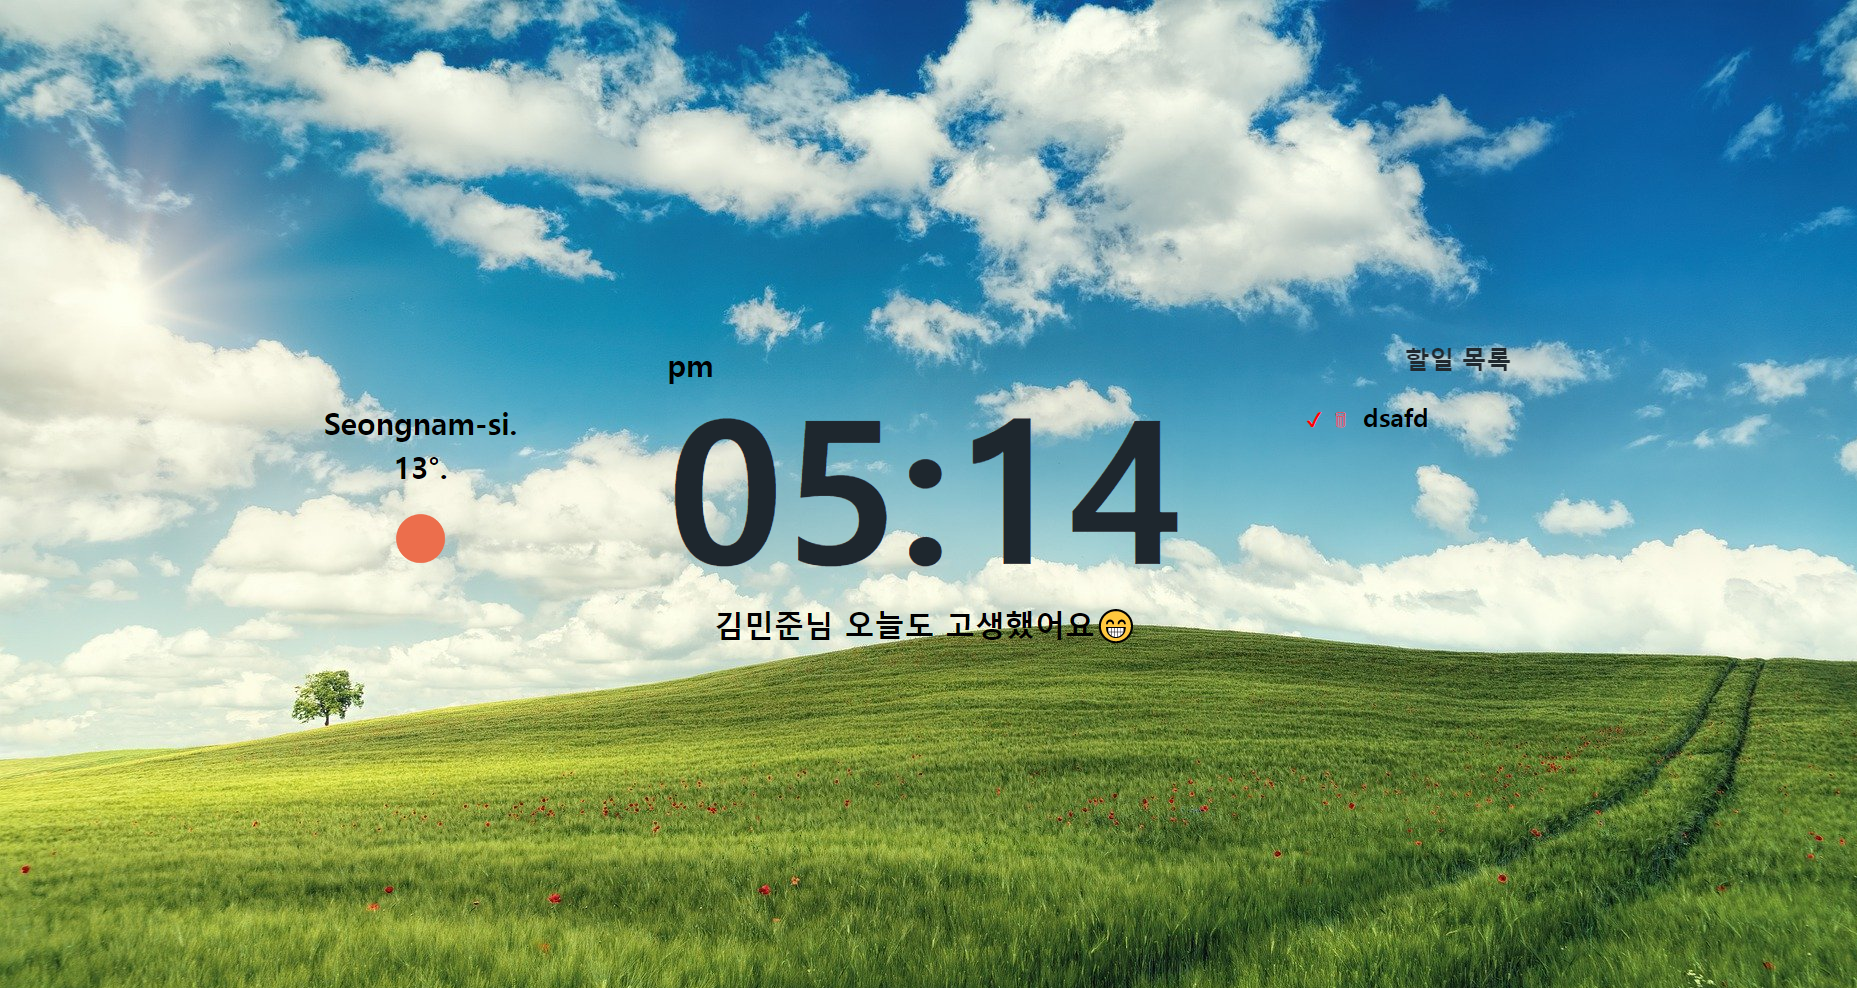 pm
Seongnam-si.
13°.
05:14
김민준님 오늘도 고생했어요😁
할일 목록
✓ dsafd